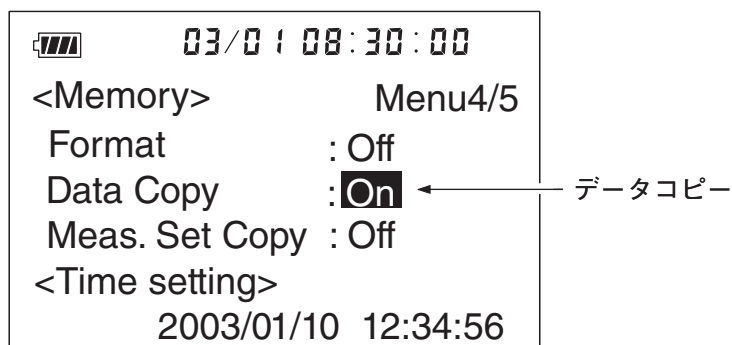 03/01 08:30:00
<Memory> Menu4/5
Format : Off
Data Copy : On データコピー
Meas. Set Copy : Off
<Time setting>
2003/01/10 12:34:56